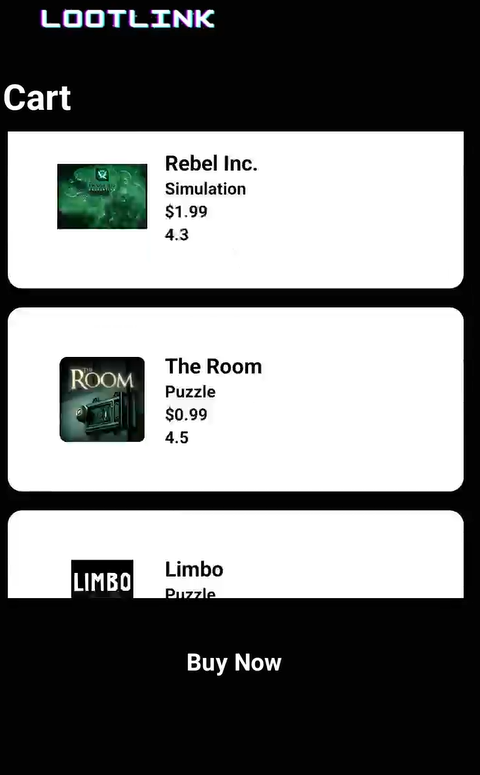 LOOTLINK
Cart
Rebel Inc.
Simulation
$1.99
4.3
The Room
Puzzle
$0.99
4.5
THE
ROOM
Limbo
Puzzle
LIMBO
Buy Now